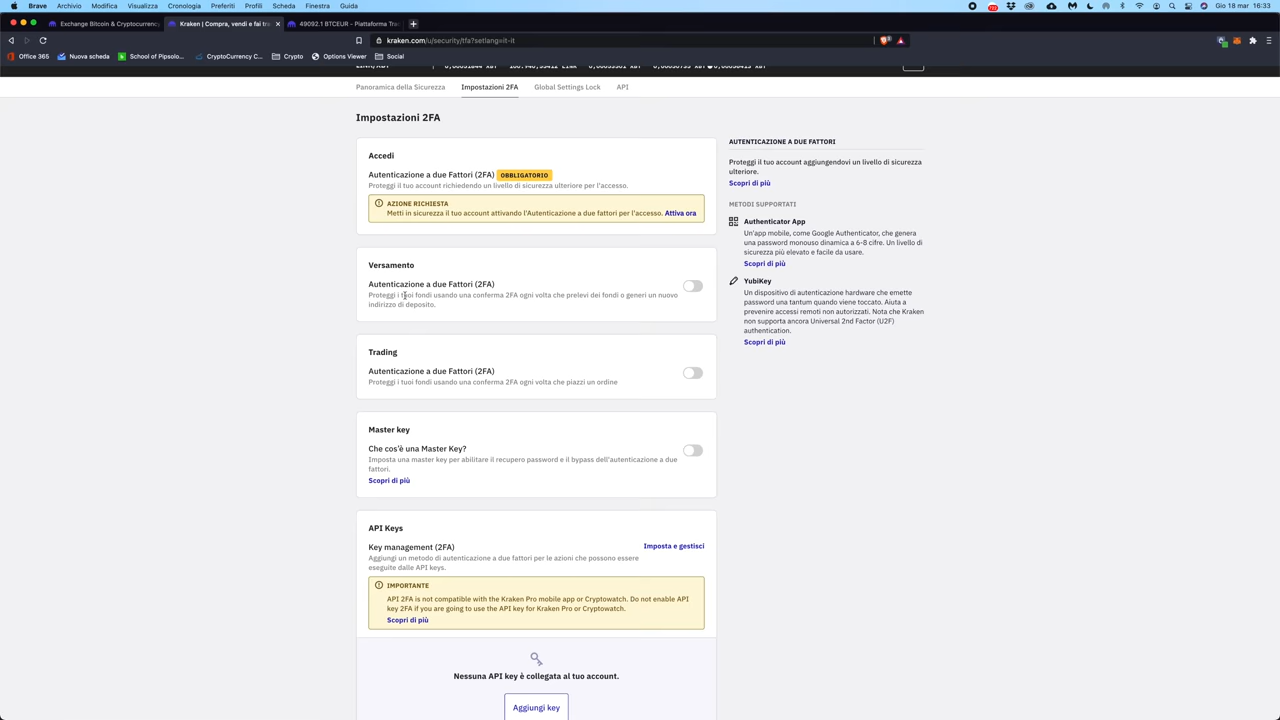 Brave Archivio Modifica Visualizza Cronologia Preferiti Profili Scheda Finestra Guida
Gio 18 mar 16:33
Exchange Bitcoin & Cryptocurrency
Kraken | Compra, vendi e fai tra
49092.1 BTCEUR - Piattaforma Tra
kraken.com/u/security/tfa?setlang=it-it
Office 365 Nuova scheda School of Pipsolo... CryptoCurrency C... Crypto Options Viewer Social
Panoramica della Sicurezza Impostazioni 2FA Global Settings Lock API
Impostazioni 2FA
Accedi
Autenticazione a due Fattori (2FA) OBBLIGATORIO
Proteggi il tuo account richiedendo un livello di sicurezza ulteriore per l'accesso.
AZIONE RICHIESTA
Metti in sicurezza il tuo account attivando l'Autenticazione a due fattori per l'accesso. Attiva ora
Versamento
Autenticazione a due Fattori (2FA)
Proteggi i tuoi fondi usando una conferma 2FA ogni volta che prelevi dei fondi o generi un nuovo
indirizzo di deposito.
Trading
Autenticazione a due Fattori (2FA)
Proteggi i tuoi fondi usando una conferma 2FA ogni volta che piazzi un ordine
Master key
Che cos'è una Master Key?
Imposta una master key per abilitare il recupero password e il bypass dell'autenticazione a due
fattori.
Scopri di più
API Keys
Key management (2FA) Imposta e gestisci
Aggiungi un metodo di autenticazione a due fattori per le azioni che possono essere
eseguite dalle API keys.
IMPORTANTE
API 2FA is not compatible with the Kraken Pro mobile app or Cryptowatch. Do not enable API
key 2FA if you are going to use the API key for Kraken Pro or Cryptowatch.
Scopri di più
Nessuna API key è collegata al tuo account.
Aggiungi key
AUTENTICAZIONE A DUE FATTORI
Proteggi il tuo account aggiungendovi un livello di sicurezza
ulteriore.
Scopri di più
METODI SUPPORTATI
Authenticator App
Un'app mobile, come Google Authenticator, che genera
una password monouso dinamica a 6-8 cifre. Un livello di
sicurezza più elevato e facile da usare.
Scopri di più
YubiKey
Un dispositivo di autenticazione hardware che emette
password una tantum quando viene toccato. Aiuta a
prevenire accessi remoti non autorizzati. Nota che Kraken
non supporta ancora Universal 2nd Factor (U2F)
authentication.
Scopri di più